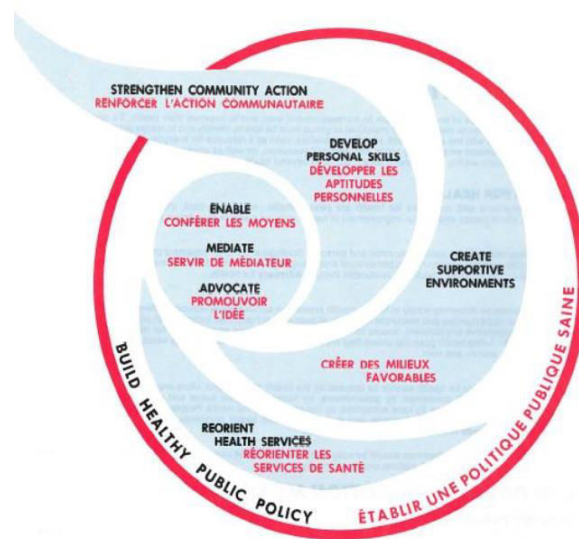 STRENGTHEN COMMUNITY ACTION
RENFORCER L'ACTION COMMUNAUTAIRE
DEVELOP
PERSONAL SKILLS
DÉVELOPPER LES
APTITUDES
PERSONNELLES
ENABLE
CONFÉRER LES MOYENS
MEDIATE
SERVIR DE MÉDIATEUR
ADVOCATE
PROMOUVOIR
L'IDÉE
CREATE
SUPPORTIVE
ENVIRONMENTS
CRÉER DES MILIEUX
FAVORABLES
REORIENT
HEALTH SERVICES
RÉORIENTER LES
SERVICES DE SANTÉ
BUILD HEALTHY PUBLIC POLICY
ÉTABLIR UNE POLITIQUE PUBLIQUE SAINE